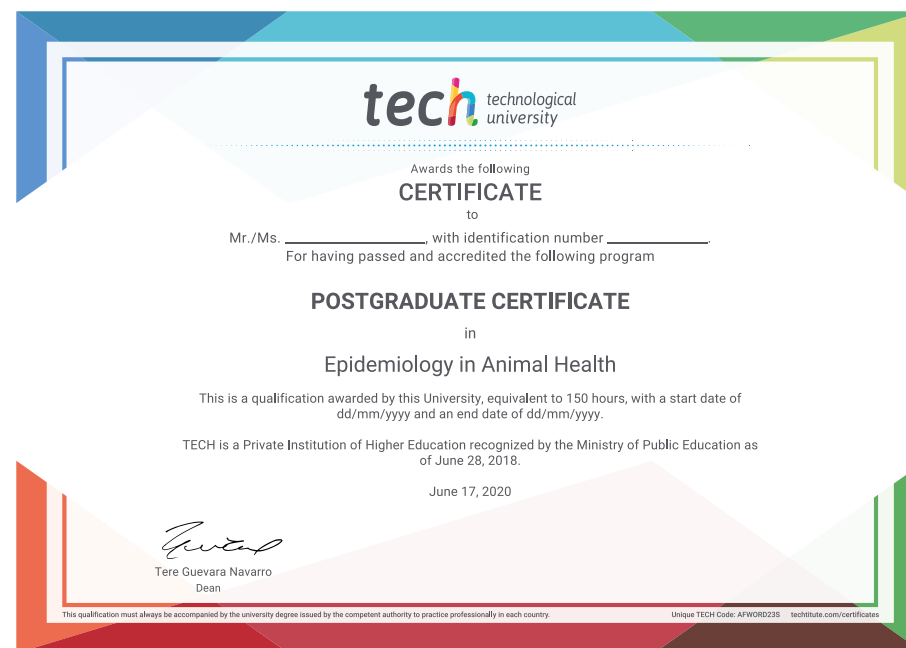 tech technological
university
Awards the following
CERTIFICATE
to
Mr./Ms. ____________________, with identification number ______________.
For having passed and accredited the following program
POSTGRADUATE CERTIFICATE
in
Epidemiology in Animal Health
This is a qualification awarded by this University, equivalent to 150 hours, with a start date of
dd/mm/yyyy and an end date of dd/mm/yyyy.
TECH is a Private Institution of Higher Education recognized by the Ministry of Public Education as
of June 28, 2018.
June 17, 2020
Tere Guevara Navarro
Dean
This qualification must always be accompanied by the university degree issued by the competent authority to practice professionally in each country. Unique TECH Code: AFWORD23S techtitute.com/certificates